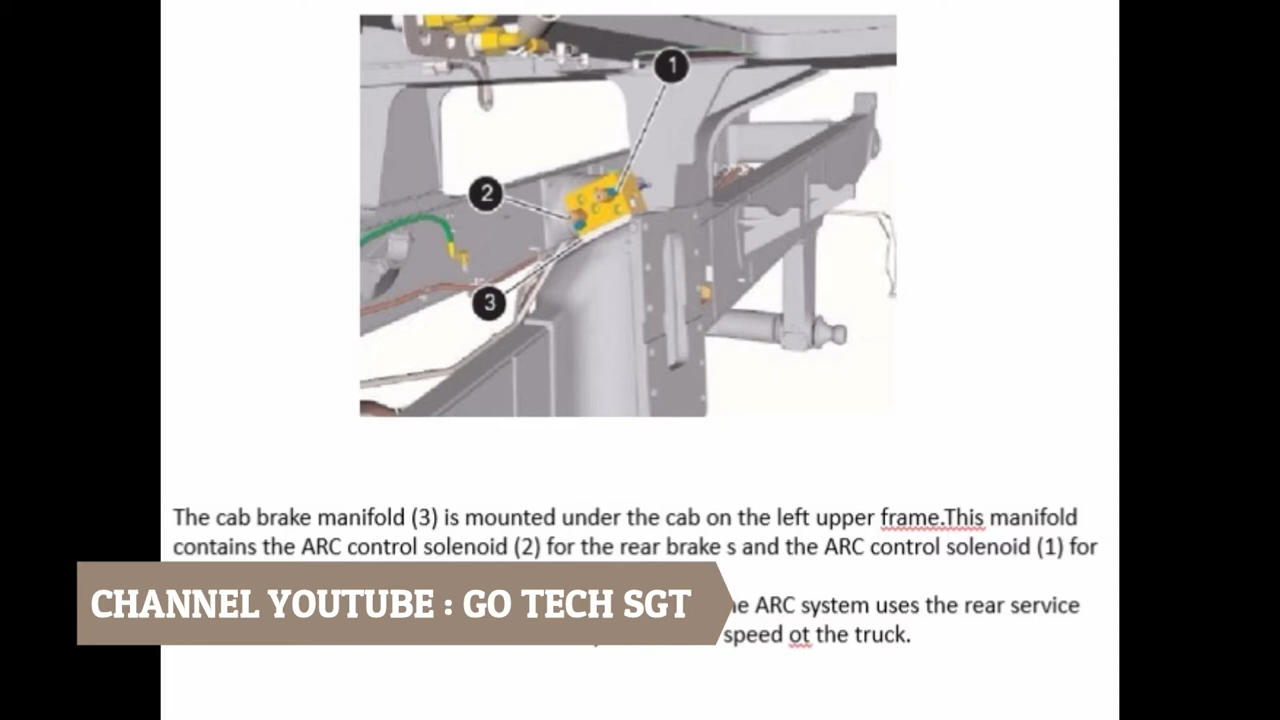 1
2
3
The cab brake manifold (3) is mounted under the cab on the left upper frame.This manifold
contains the ARC control solenoid (2) for the rear brake s and the ARC control solenoid (1) for
CHANNEL YOUTUBE : GO TECH SGT
ARC system uses the rear service
speed ot the truck.